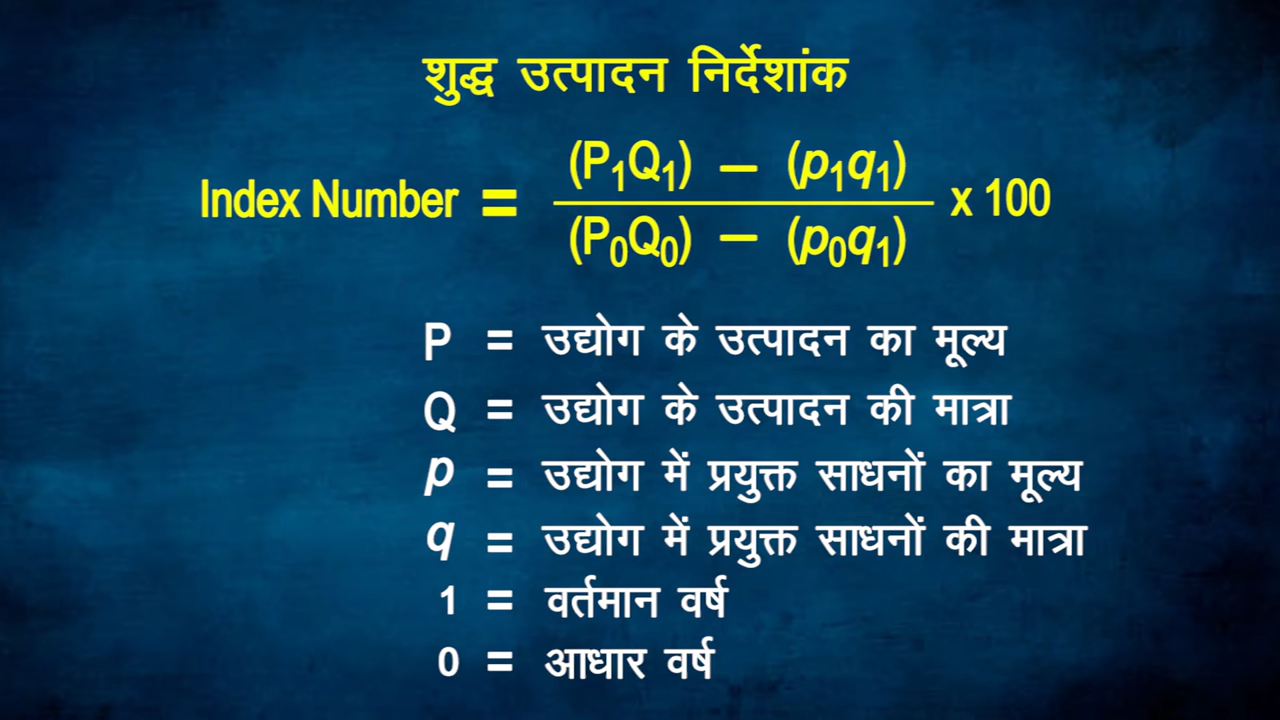 शुद्ध उत्पादन निर्देशांक
Index Number = (P₁Q₁) − (p₁q₁) / (P₀Q₀) − (p₀q₁) x 100
P = उद्योग के उत्पादन का मूल्य
Q = उद्योग के उत्पादन की मात्रा
p = उद्योग में प्रयुक्त साधनों का मूल्य
q = उद्योग में प्रयुक्त साधनों की मात्रा
1 = वर्तमान वर्ष
0 = आधार वर्ष